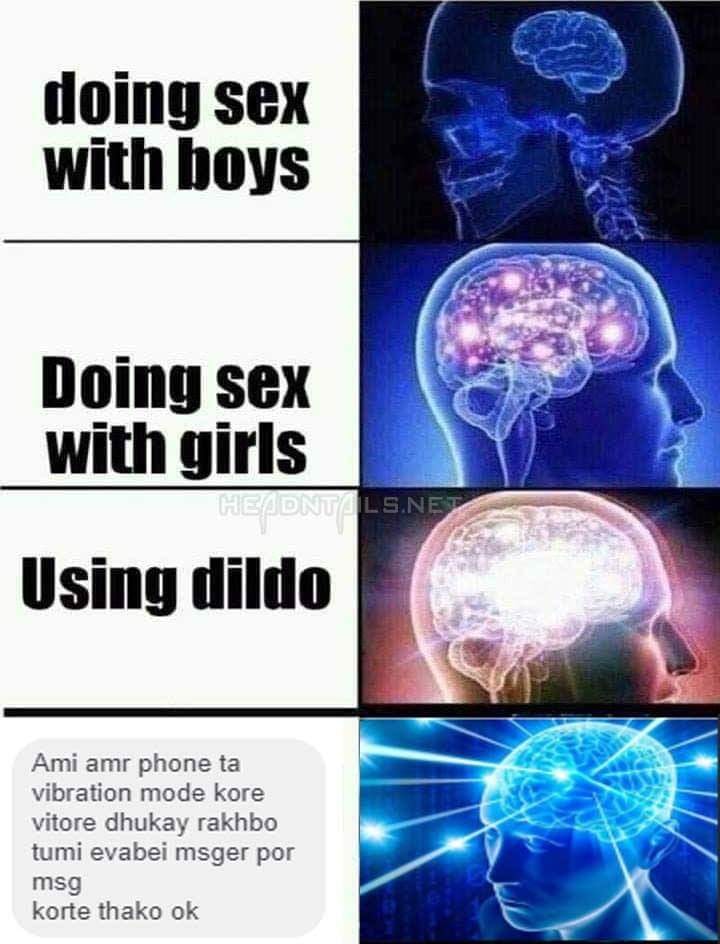 doing sex
with boys
Doing sex
with girls
HEADNTAILS.NET
Using dildo
Ami amr phone ta
vibration mode kore
vitore dhukay rakhbo
tumi evabei msger por
msg
korte thako ok